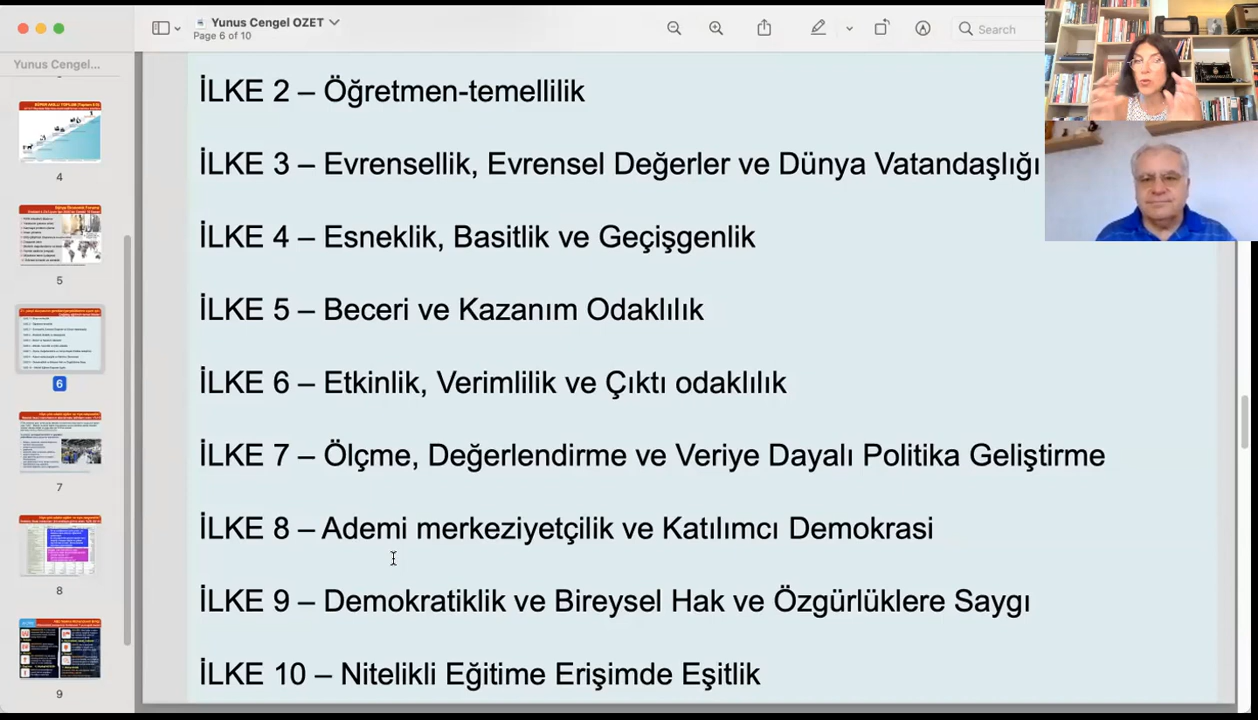 Yunus Cengel OZET
Page 6 of 10
Search
Yunus Cengel...
4
5
6
7
8
9
İLKE 2 – Öğretmen-temellilik
İLKE 3 – Evrensellik, Evrensel Değerler ve Dünya Vatandaşlığı
İLKE 4 – Esneklik, Basitlik ve Geçişgenlik
İLKE 5 – Beceri ve Kazanım Odaklılık
İLKE 6 – Etkinlik, Verimlilik ve Çıktı odaklılık
İLKE 7 – Ölçme, Değerlendirme ve Veriye Dayalı Politika Geliştirme
İLKE 8 – Ademi merkeziyetçilik ve Katılımcı Demokrasi
İLKE 9 – Demokratiklik ve Bireysel Hak ve Özgürlüklere Saygı
İLKE 10 – Nitelikli Eğitime Erişimde Eşitlik